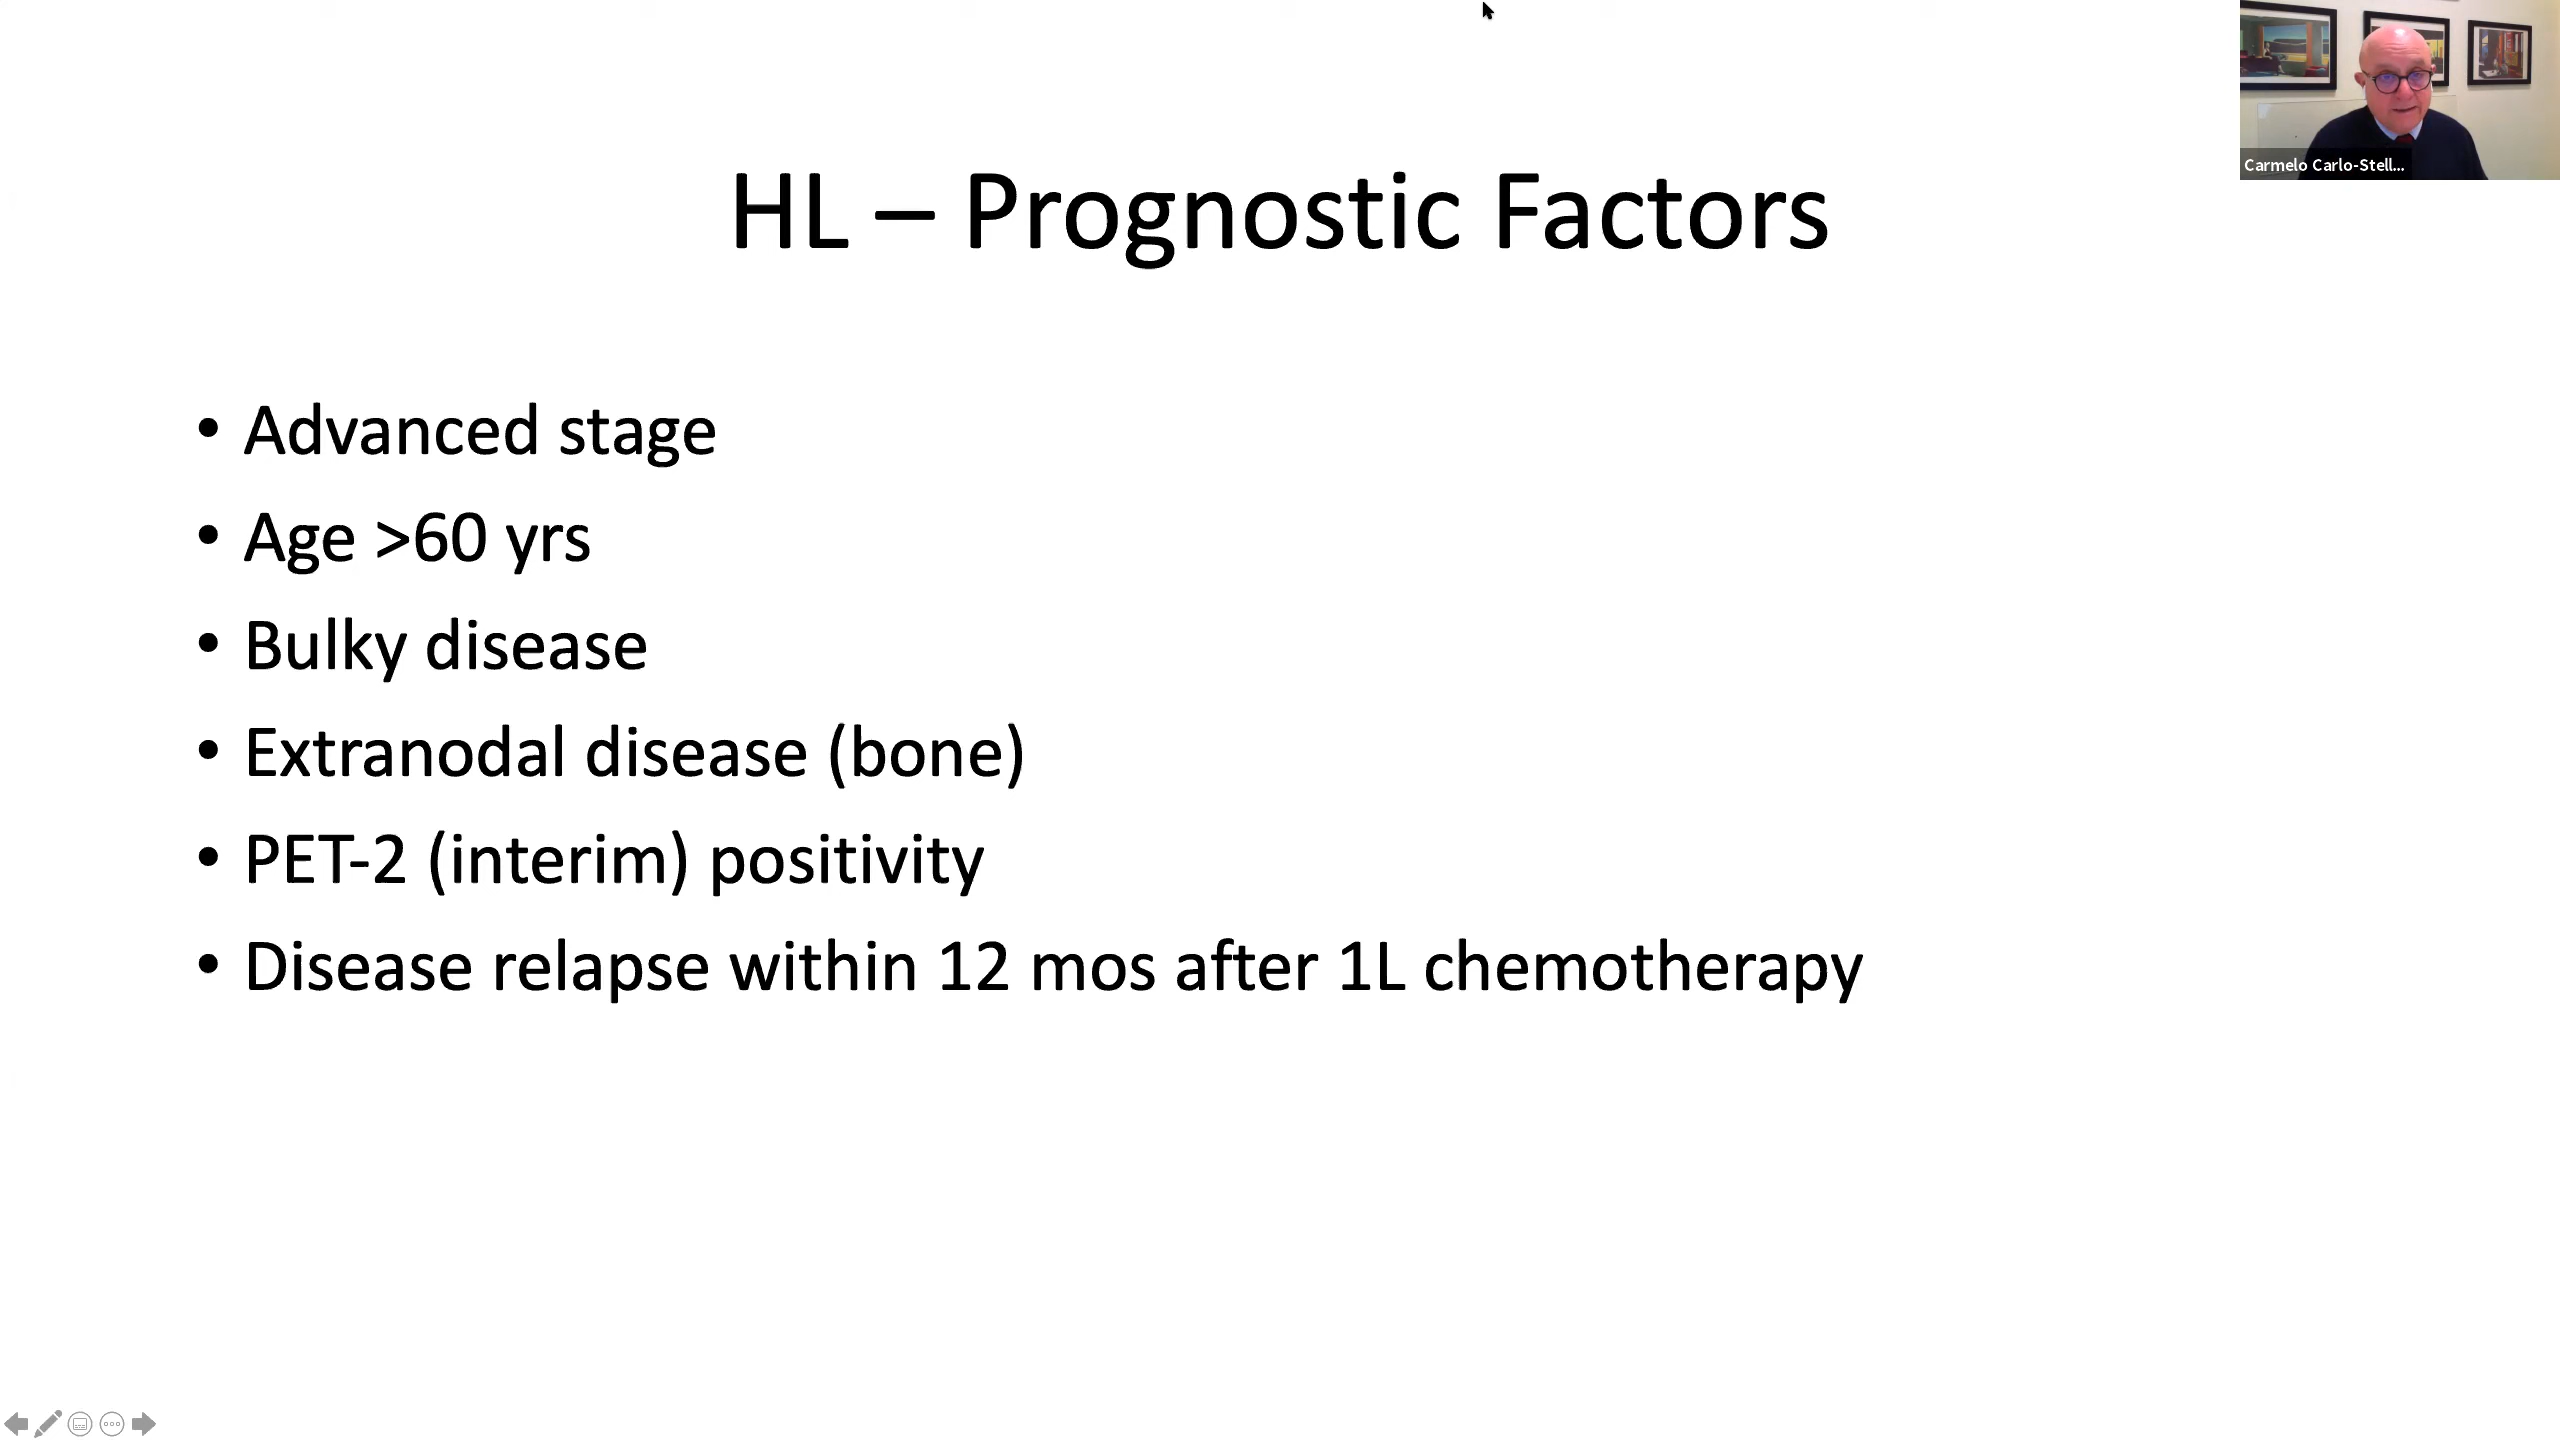 HL – Prognostic Factors
• Advanced stage
• Age >60 yrs
• Bulky disease
• Extranodal disease (bone)
• PET-2 (interim) positivity
• Disease relapse within 12 mos after 1L chemotherapy
Carmelo Carlo-Stell...